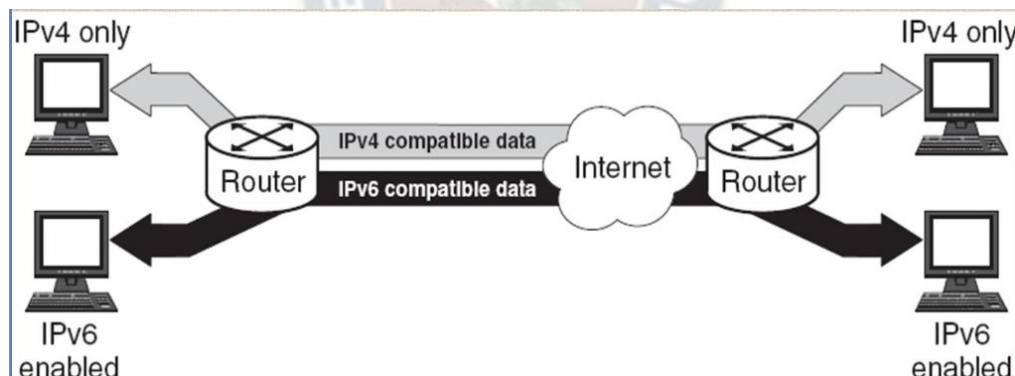 IPv4 only
IPv4 only
IPv4 compatible data
Internet
Router
Router
IPv6 compatible data
IPv6
enabled
IPv6
enabled